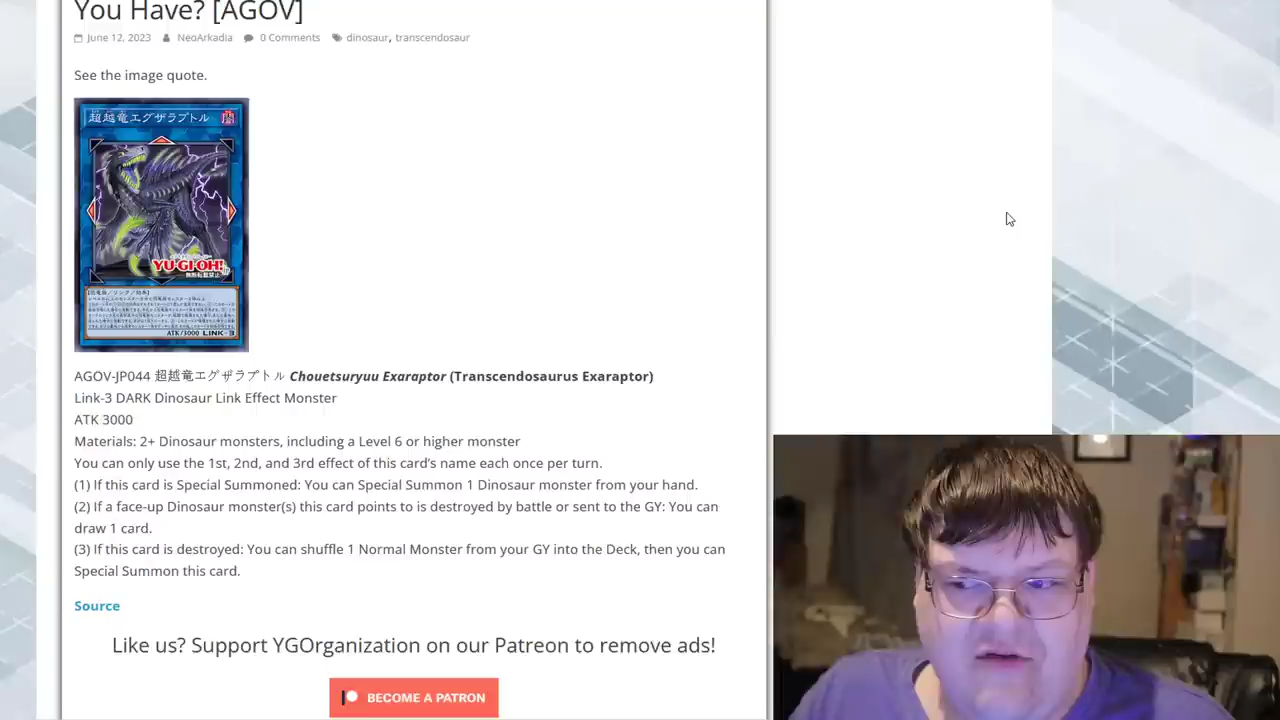 You Have? [AGOV]
June 12, 2023 NeoArkadia 0 Comments dinosaur, transcendosaur
See the image quote.
超越竜エグザラプトル 闇
YU-GI-OH!
ATK/3000 LINK-3
AGOV-JP044 超越竜エグザラプトル Chouetsuryuu Exaraptor (Transcendosaurus Exaraptor)
Link-3 DARK Dinosaur Link Effect Monster
ATK 3000
Materials: 2+ Dinosaur monsters, including a Level 6 or higher monster
You can only use the 1st, 2nd, and 3rd effect of this card's name each once per turn.
(1) If this card is Special Summoned: You can Special Summon 1 Dinosaur monster from your hand.
(2) If a face-up Dinosaur monster(s) this card points to is destroyed by battle or sent to the GY: You can
draw 1 card.
(3) If this card is destroyed: You can shuffle 1 Normal Monster from your GY into the Deck, then you can
Special Summon this card.
Source
Like us? Support YGOrganization on our Patreon to remove ads!
BECOME A PATRON